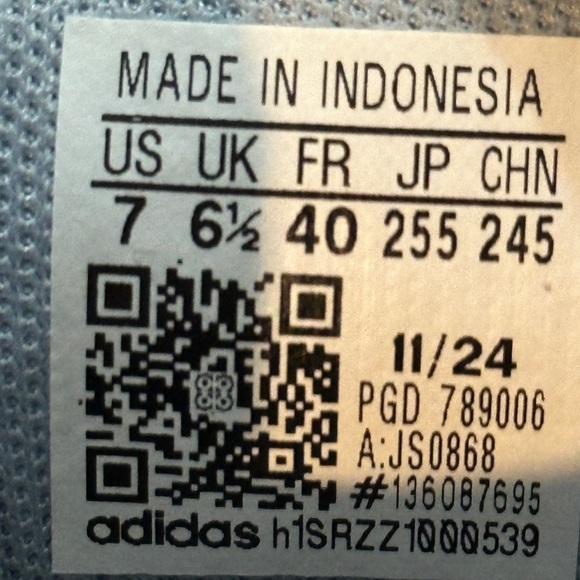 MADE IN INDONESIA
US UK FR JP CHN
7 6½ 40 255 245
11/24
PGD 789006
A:JS0868
#136087695
adidas h1SRZZ1000539